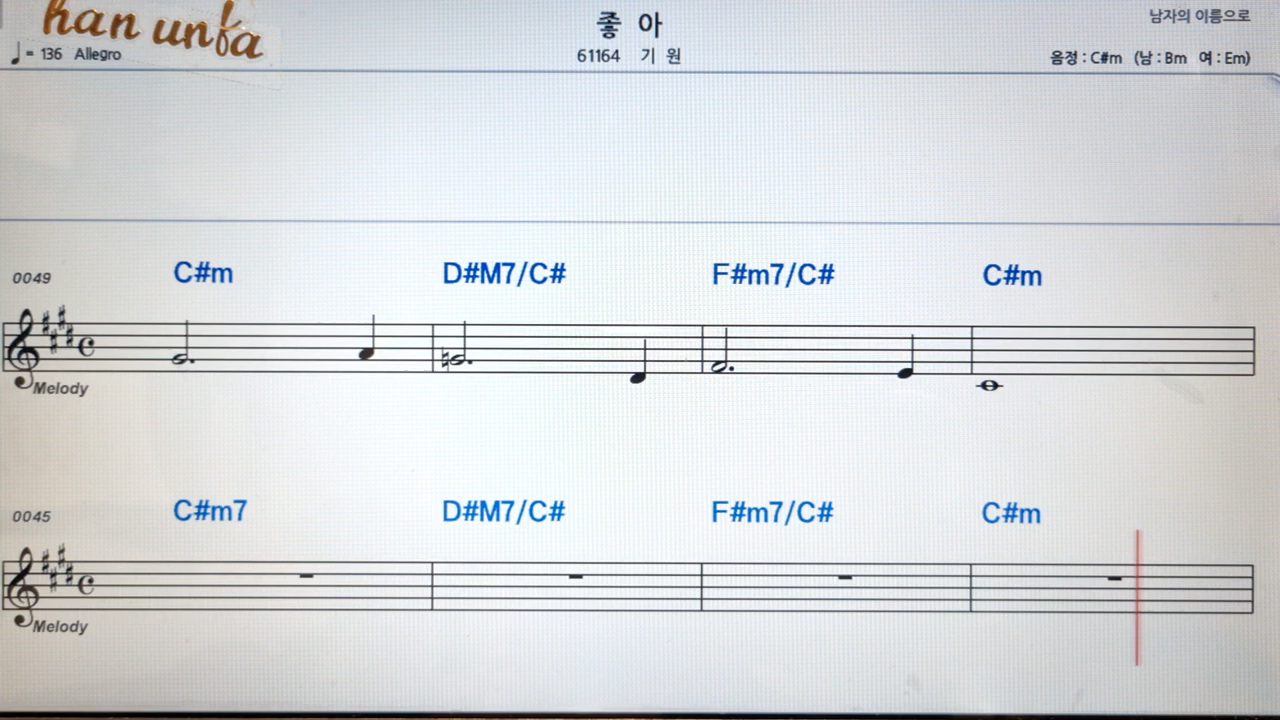 han unfa
좋 아
남자의 이름으로
♩= 136 Allegro
61164 기 원
음정 : C#m (남 : Bm 여 : Em)
0049
C#m D#M7/C# F#m7/C# C#m
Melody
0045
C#m7 D#M7/C# F#m7/C# C#m
Melody